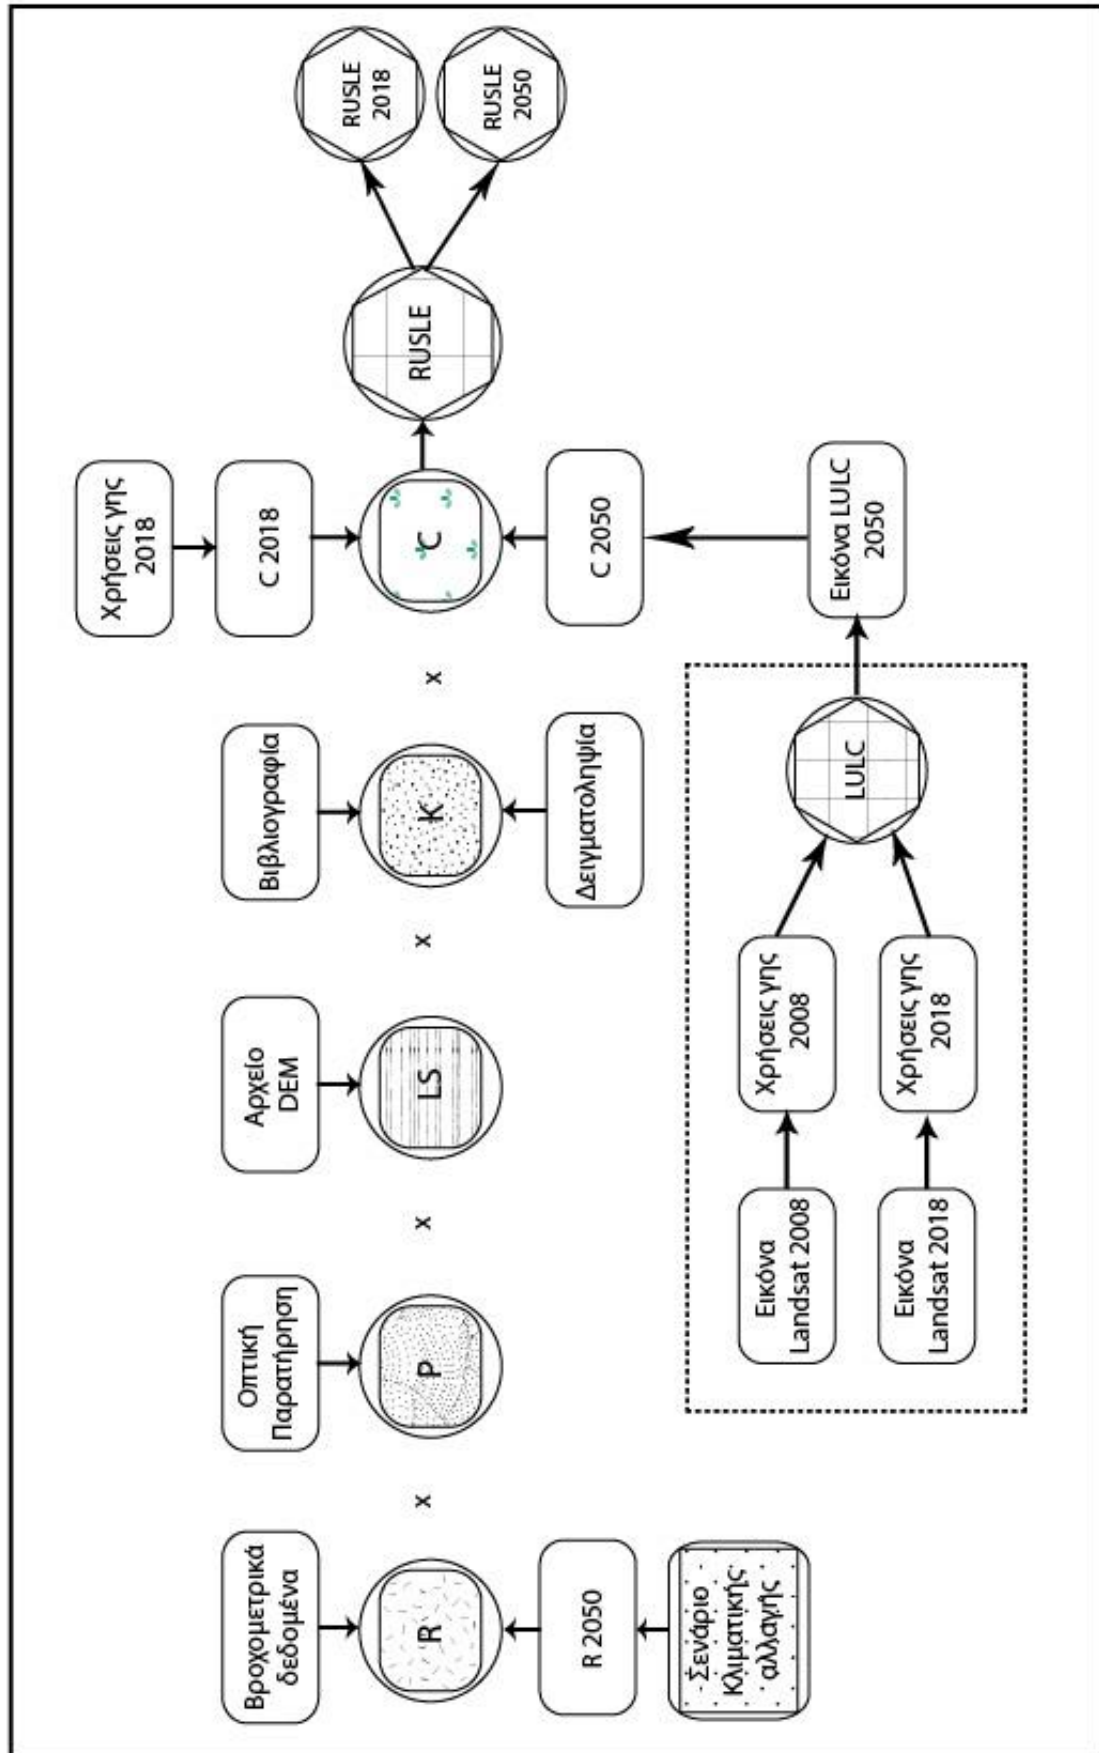 Χρήσεις γης
2018
Βροχομετρικά
δεδομένα
Οπτική
Παρατήρηση
Αρχείο
DEM
Βιβλιογραφία
C 2018
R
x
P
x
LS
x
K
x
C
RUSLE
RUSLE
2018
RUSLE
2050
R 2050
Δειγματοληψία
C 2050
Σενάριο
Κλιματικής
αλλαγής
Εικόνα
Landsat 2008
Χρήσεις γης
2008
LULC
Εικόνα LULC
2050
Εικόνα
Landsat 2018
Χρήσεις γης
2018